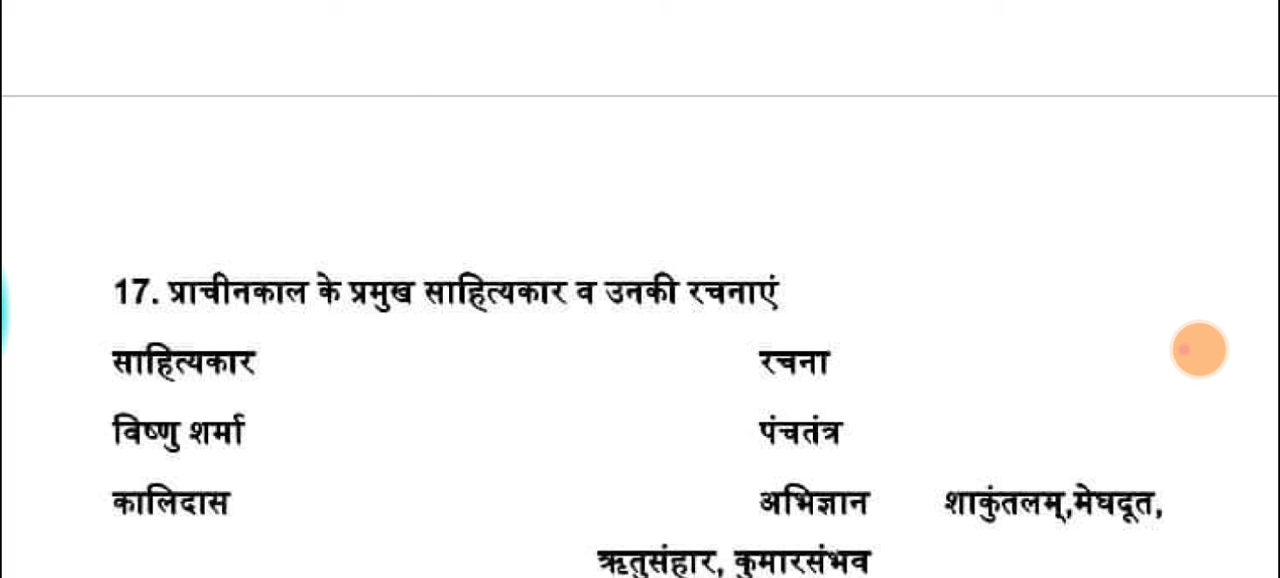 17. प्राचीनकाल के प्रमुख साहित्यकार व उनकी रचनाएं
साहित्यकार रचना
विष्णु शर्मा पंचतंत्र
कालिदास अभिज्ञान शाकुंतलम्,मेघदूत,
ऋतुसंहार, कुमारसंभव